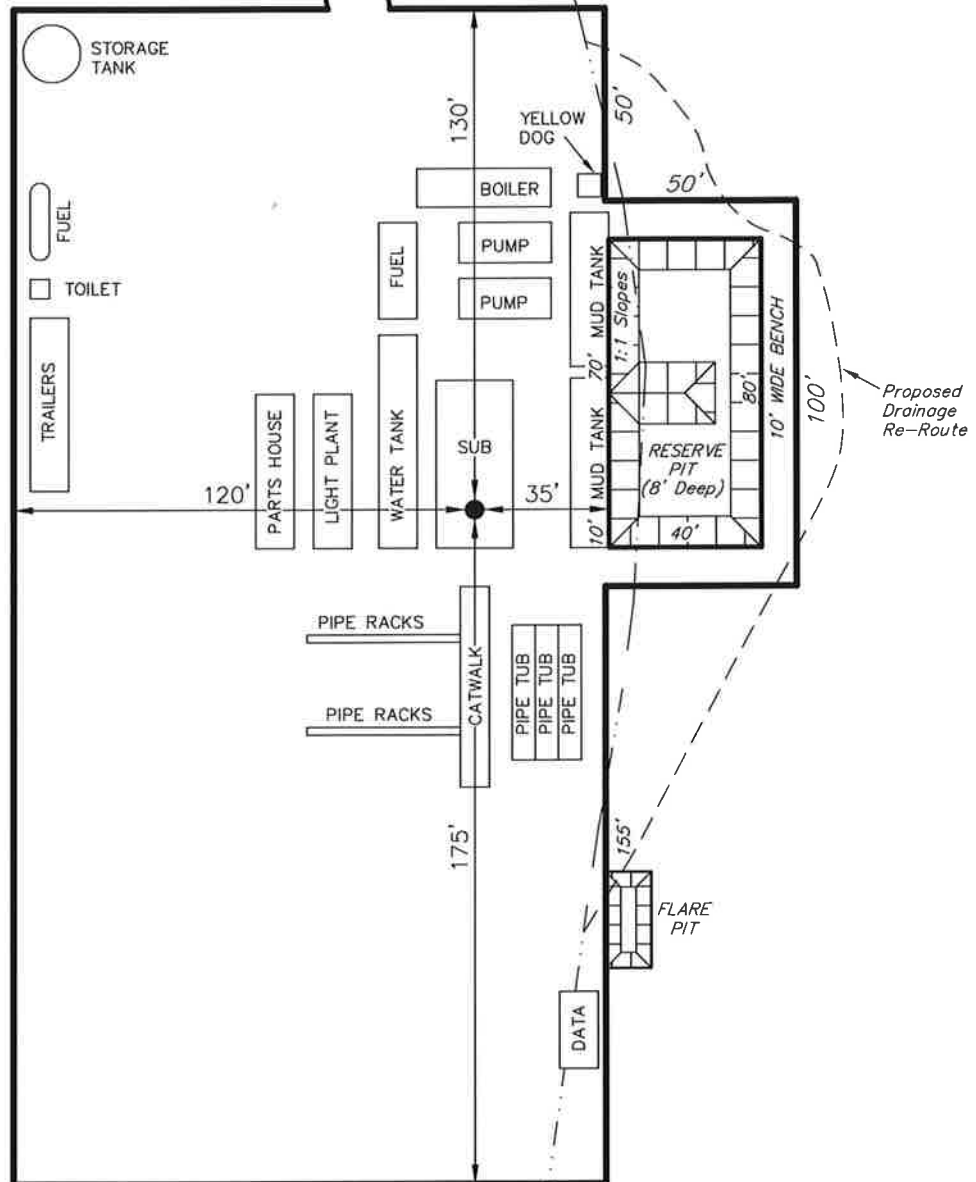 STORAGE
TANK
130'
50'
YELLOW
DOG
50'
BOILER
FUEL
FUEL
PUMP
PUMP
TOILET
MUD TANK
1:1 Slopes
70'
MUD TANK
80'
10' WIDE BENCH
100'
Proposed
Drainage
Re-Route
TRAILERS
PARTS HOUSE
LIGHT PLANT
WATER TANK
SUB
RESERVE
PIT
(8' Deep)
120'
35'
10'
40'
PIPE RACKS
PIPE RACKS
CATWALK
PIPE TUB
PIPE TUB
PIPE TUB
175'
155'
FLARE
PIT
DATA